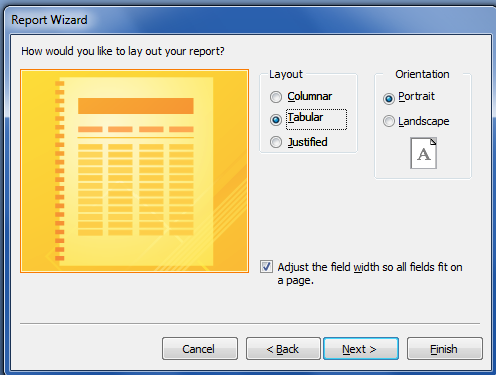 Report Wizard
How would you like to lay out your report?
Layout
Columnar
Tabular
Justified
Orientation
Portrait
Landscape
A
Adjust the field width so all fields fit on
a page.
Cancel
< Back
Next >
Finish